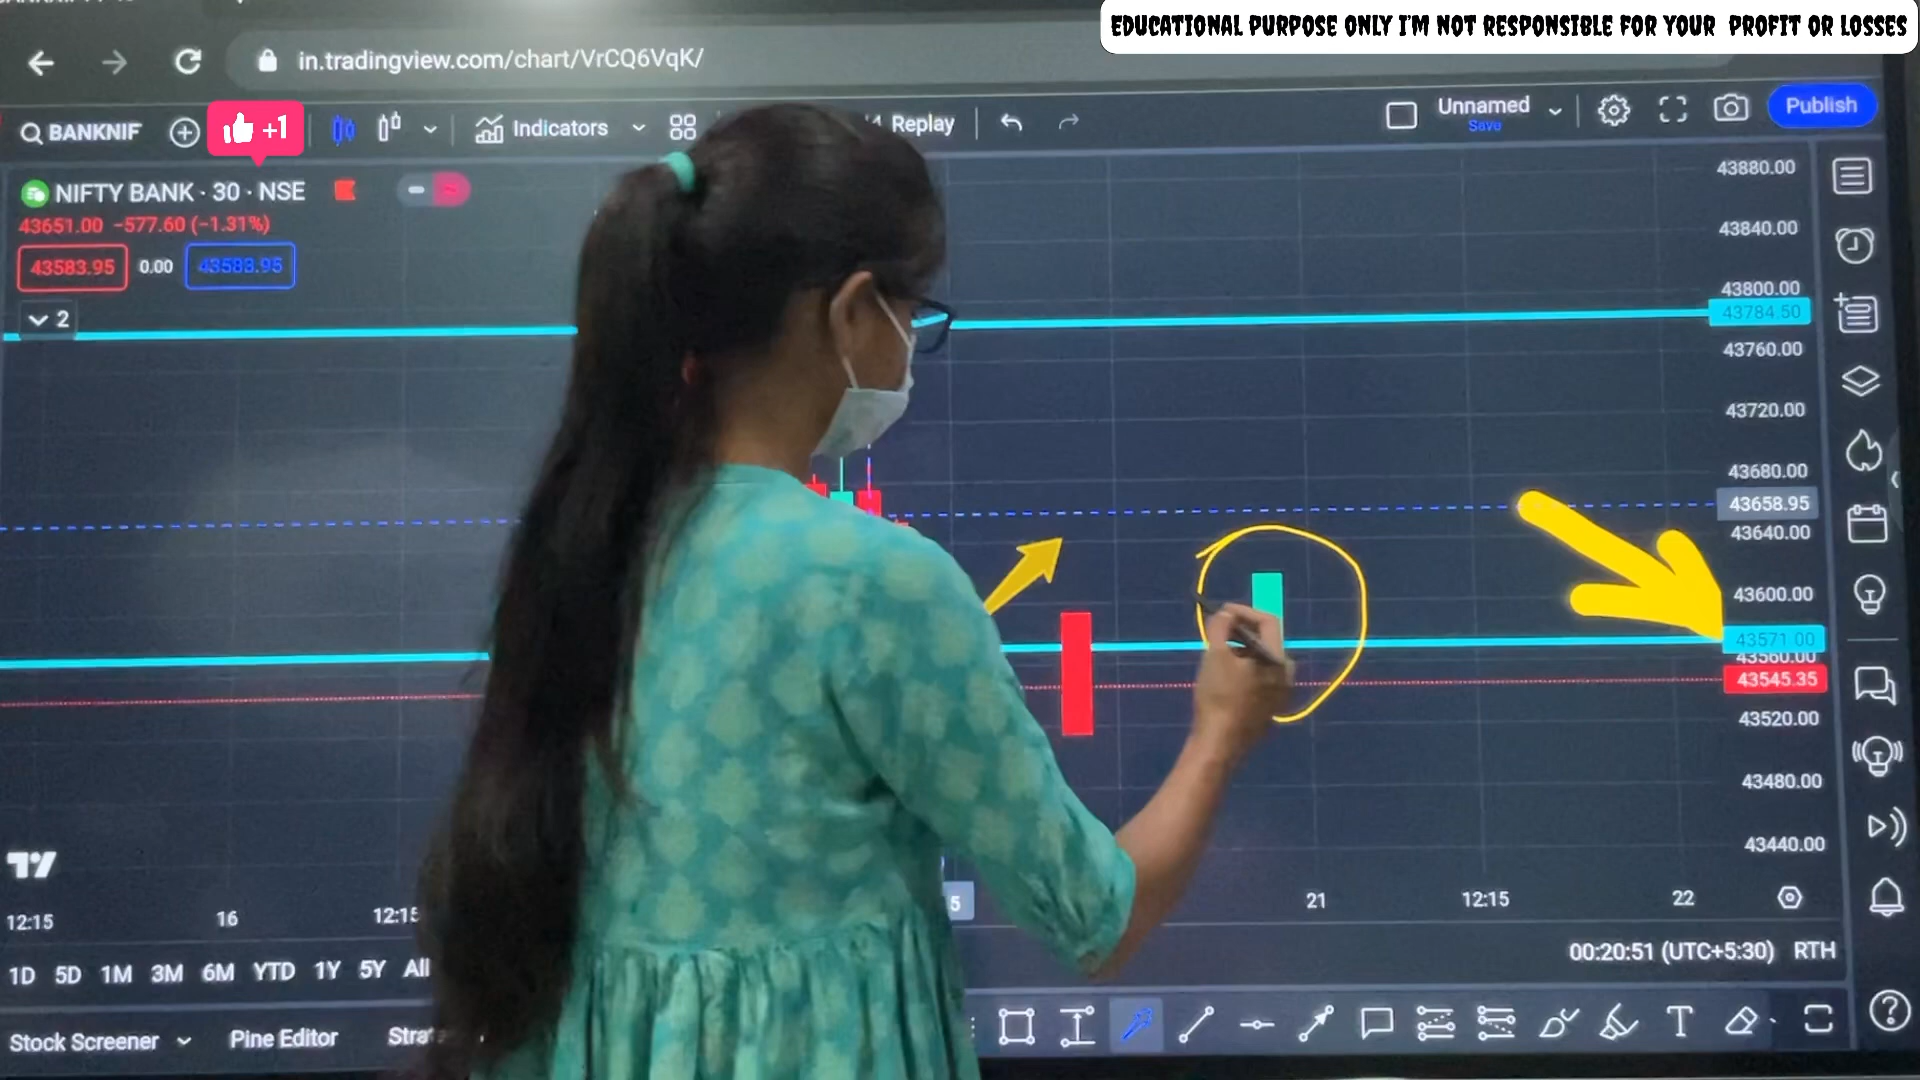 EDUCATIONAL PURPOSE ONLY I'M NOT RESPONSIBLE FOR YOUR PROFIT OR LOSSES
in.tradingview.com/chart/VrCQ6VqK/
BANKNIF
+1
Indicators
Replay
Unnamed
Save
Publish
NIFTY BANK · 30 · NSE
43651.00 −577.60 (−1.31%)
43583.95
0.00
43583.95
2
43880.00
43840.00
43800.00
43784.50
43760.00
43720.00
43680.00
43658.95
43640.00
43600.00
43571.00
43560.00
43545.35
43520.00
43480.00
43440.00
12:15
16
12:15
5
21
12:15
22
1D 5D 1M 3M 6M YTD 1Y 5Y All
00:20:51 (UTC+5:30) RTH
Stock Screener
Pine Editor
Strat